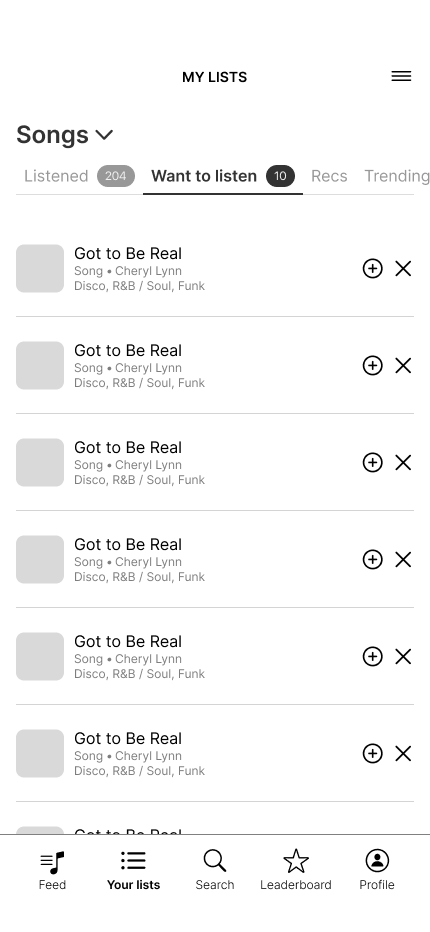 MY LISTS
Songs
Listened 204 Want to listen 10 Recs Trending
Got to Be Real
Song • Cheryl Lynn
Disco, R&B / Soul, Funk
Got to Be Real
Song • Cheryl Lynn
Disco, R&B / Soul, Funk
Got to Be Real
Song • Cheryl Lynn
Disco, R&B / Soul, Funk
Got to Be Real
Song • Cheryl Lynn
Disco, R&B / Soul, Funk
Got to Be Real
Song • Cheryl Lynn
Disco, R&B / Soul, Funk
Got to Be Real
Song • Cheryl Lynn
Disco, R&B / Soul, Funk
Got to Be Real
Feed Your lists Search Leaderboard Profile